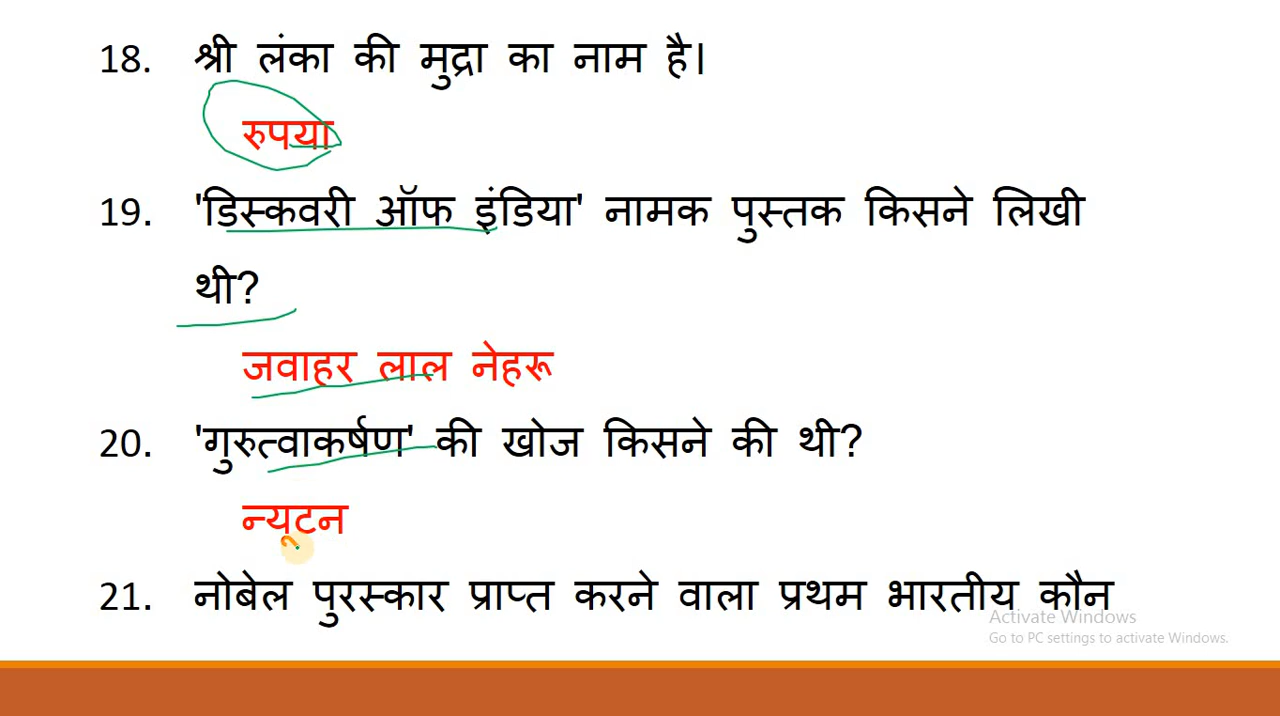 18. श्री लंका की मुद्रा का नाम है।
रुपया
19. 'डिस्कवरी ऑफ इंडिया' नामक पुस्तक किसने लिखी
थी?
जवाहर लाल नेहरू
20. 'गुरुत्वाकर्षण' की खोज किसने की थी?
न्यूटन
21. नोबेल पुरस्कार प्राप्त करने वाला प्रथम भारतीय कौन
Activate Windows
Go to PC settings to activate Windows.